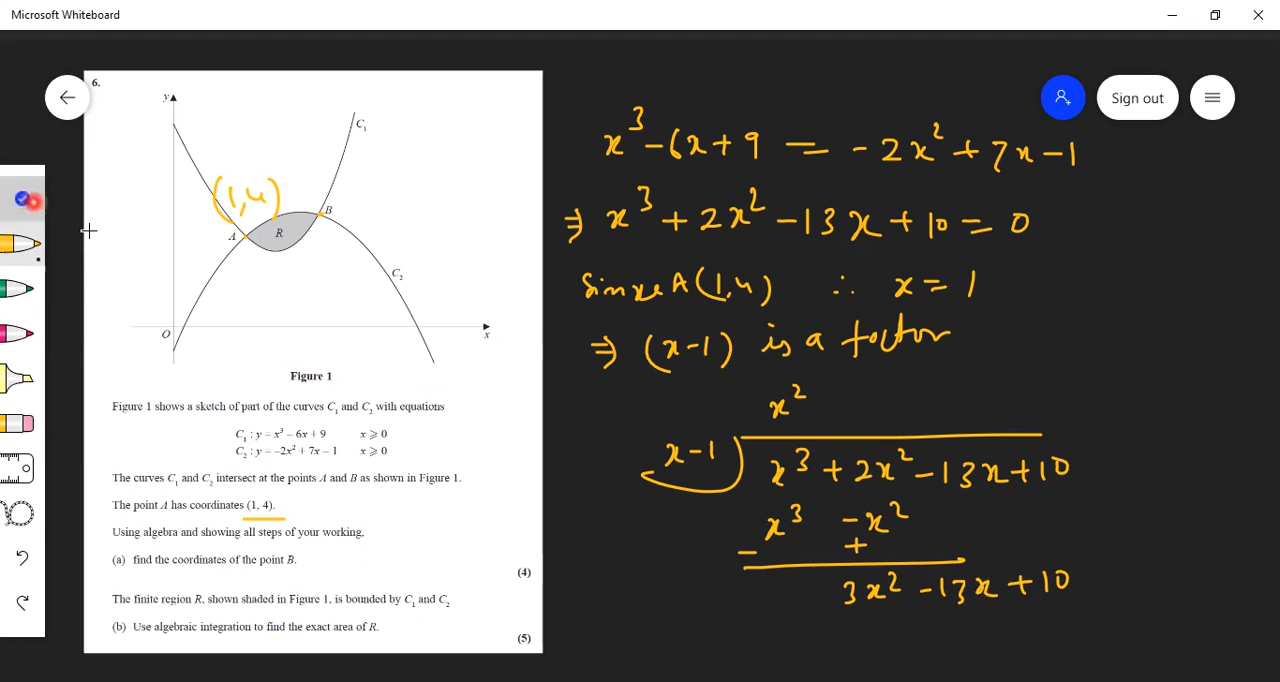 Microsoft Whiteboard
Sign out
6.
y
C1
(1,4)
B
A
R
C2
O
x
Figure 1
Figure 1 shows a sketch of part of the curves C1 and C2 with equations
C1 : y = x³ − 6x + 9 x ⩾ 0
C2 : y = −2x² + 7x − 1 x ⩾ 0
The curves C1 and C2 intersect at the points A and B as shown in Figure 1.
The point A has coordinates (1, 4).
Using algebra and showing all steps of your working,
(a) find the coordinates of the point B.
(4)
The finite region R, shown shaded in Figure 1, is bounded by C1 and C2
(b) Use algebraic integration to find the exact area of R.
(5)
x³ - 6x + 9 = - 2x² + 7x - 1
⇒ x³ + 2x² - 13x + 10 = 0
Sinxe A(1,4) ∴ x = 1
⇒ (x-1) is a factor
x²
x-1 ) x³ + 2x² - 13x + 10
x³ - x²
- +
3x² - 13x + 10